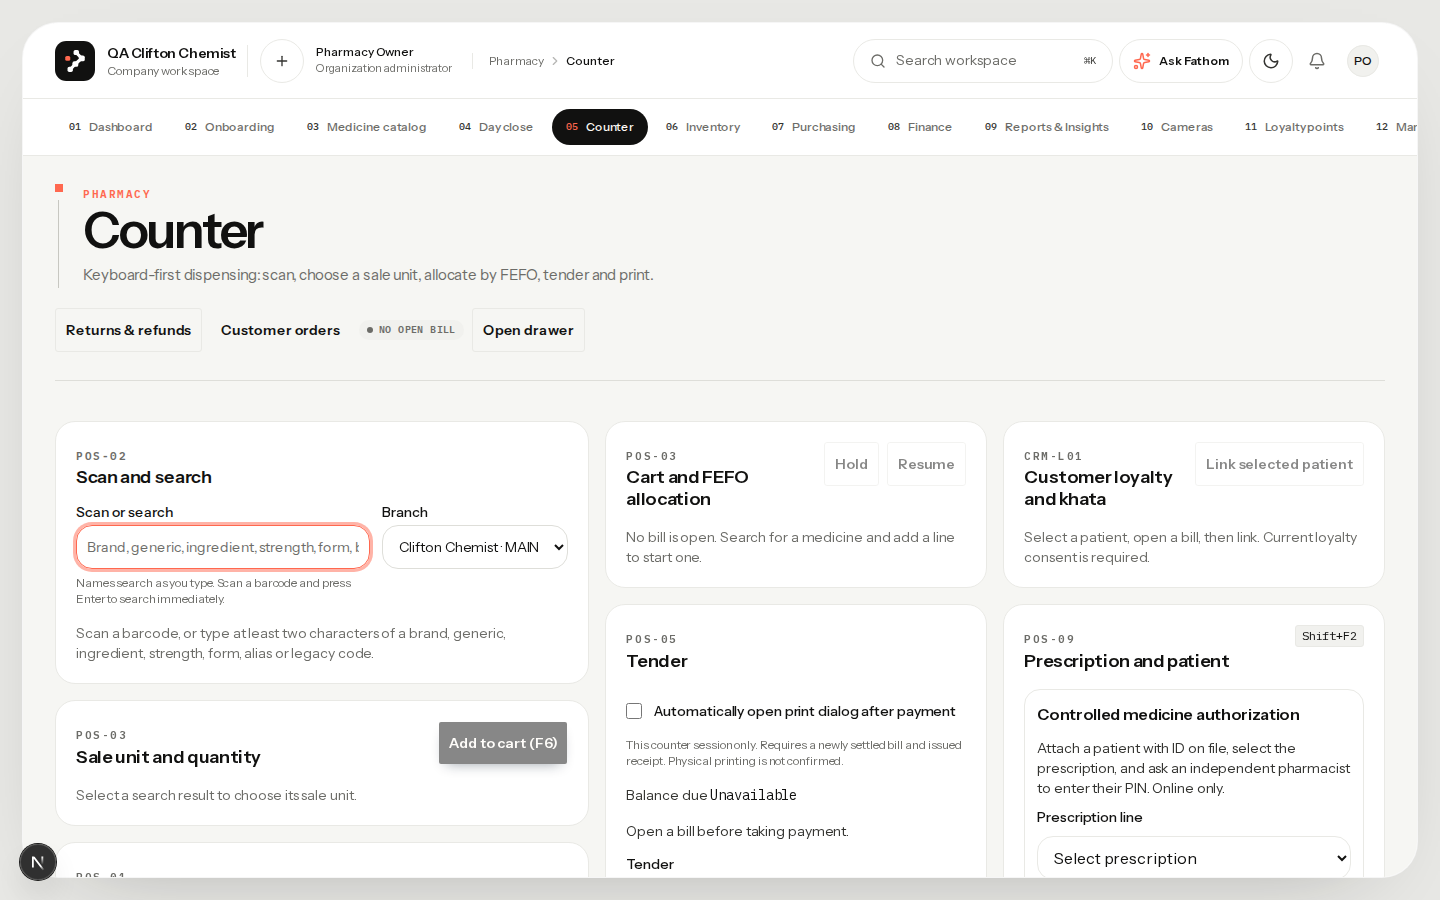 QA Clifton Chemist
Company workspace
Pharmacy Owner
Organization administrator
Pharmacy
Counter
Search workspace
⌘K
Ask Fathom
PO
01 Dashboard
02 Onboarding
03 Medicine catalog
04 Day close
05 Counter
06 Inventory
07 Purchasing
08 Finance
09 Reports & Insights
10 Cameras
11 Loyalty points
12
PHARMACY
Counter
Keyboard-first dispensing: scan, choose a sale unit, allocate by FEFO, tender and print.
Returns & refunds
Customer orders
NO OPEN BILL
Open drawer
POS-02
Scan and search
Scan or search
Branch
Brand, generic, ingredient, strength, form,
Clifton Chemist · MAIN
Names search as you type. Scan a barcode and press
Enter to search immediately.
Scan a barcode, or type at least two characters of a brand, generic,
ingredient, strength, form, alias or legacy code.
POS-03
Sale unit and quantity
Add to cart (F6)
Select a search result to choose its sale unit.
POS-01
POS-03
Cart and FEFO
allocation
Hold
Resume
No bill is open. Search for a medicine and add a line
to start one.
POS-05
Tender
Automatically open print dialog after payment
This counter session only. Requires a newly settled bill and issued
receipt. Physical printing is not confirmed.
Balance due Unavailable
Open a bill before taking payment.
Tender
CRM-L01
Customer loyalty
and khata
Link selected patient
Select a patient, open a bill, then link. Current loyalty
consent is required.
POS-09
Shift+F2
Prescription and patient
Controlled medicine authorization
Attach a patient with ID on file, select the
prescription, and ask an independent pharmacist
to enter their PIN. Online only.
Prescription line
Select prescription
N